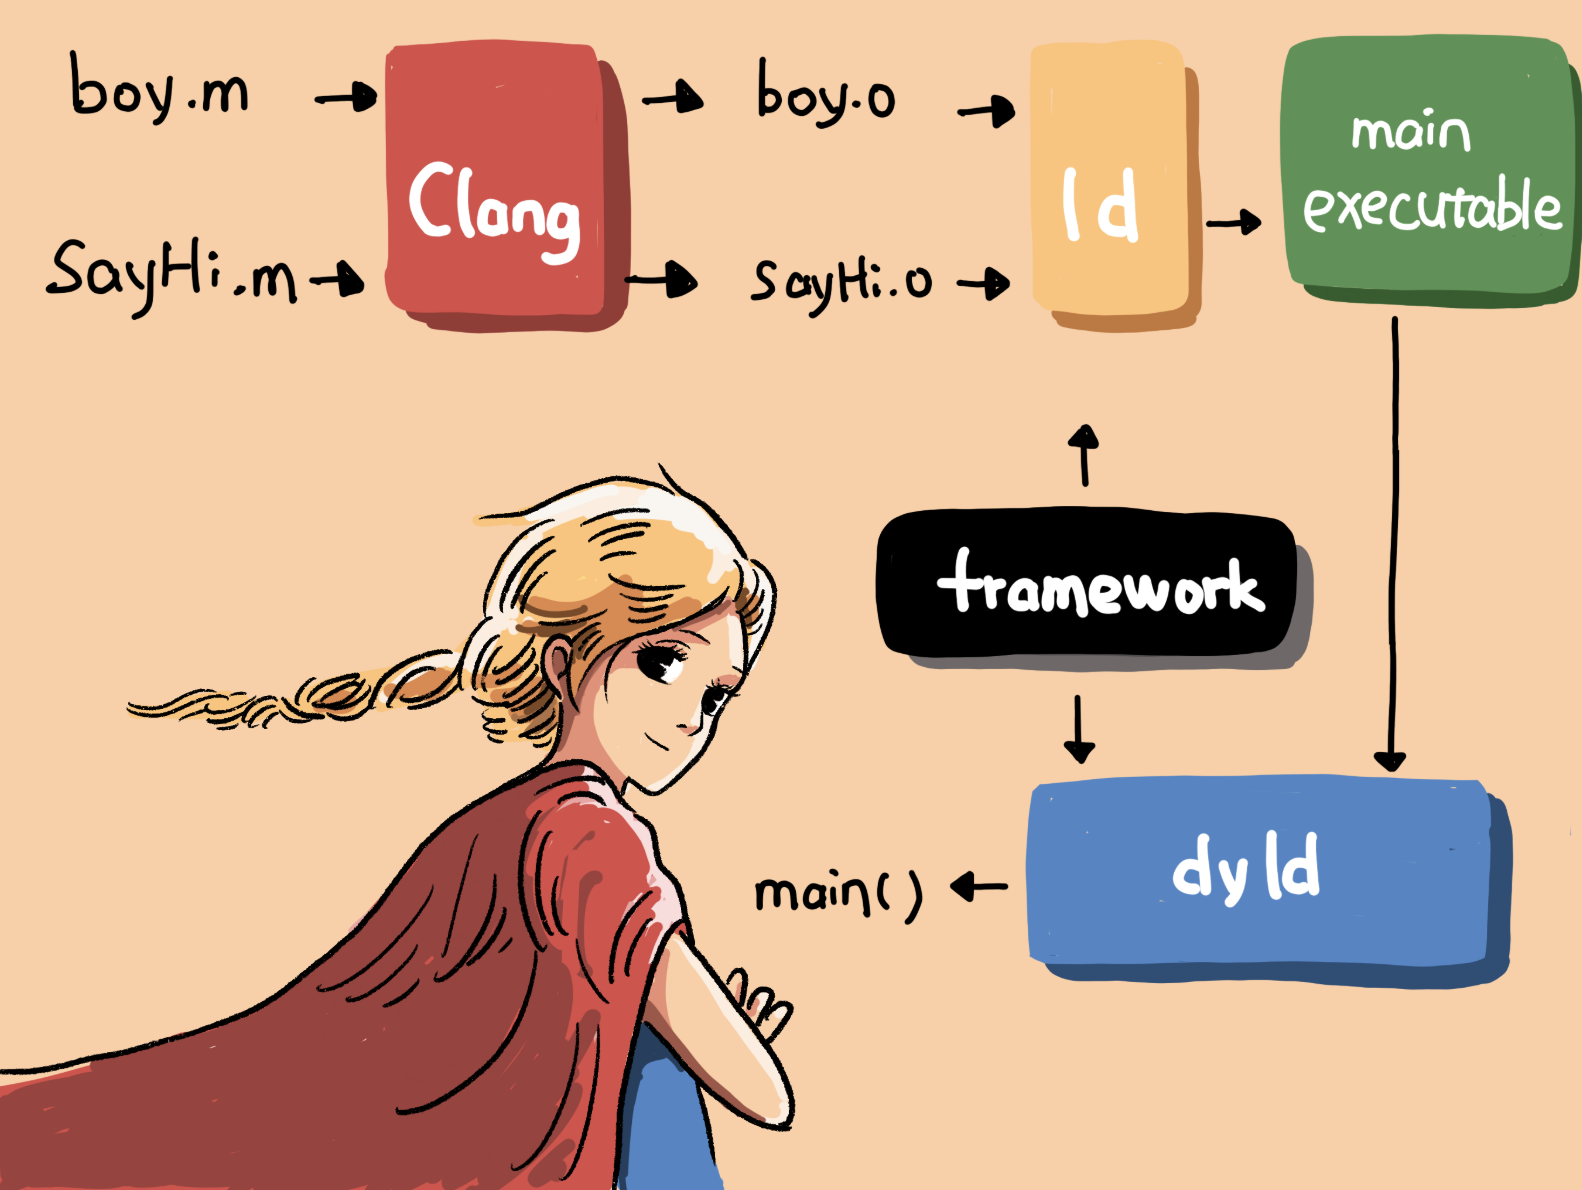 boy.m
Clang
boy.o
ld
main
executable
SayHi.m
sayHi.o
framework
dyld
main()